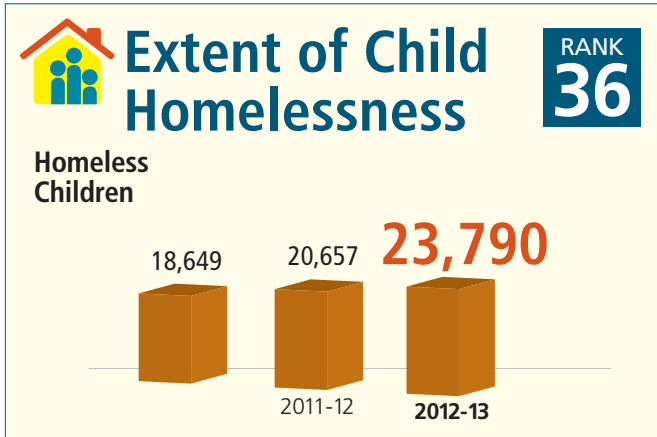 Extent of Child
Homelessness
RANK
36
Homeless
Children
18,649
20,657
23,790
2011-12
2012-13